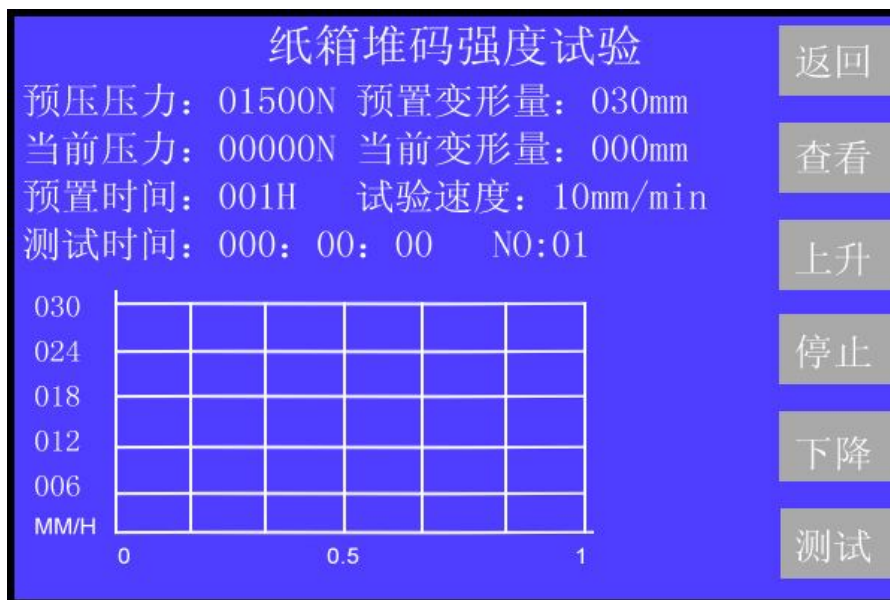 纸箱堆码强度试验
预压压力：01500N 预置变形量：030mm
当前压力：00000N 当前变形量：000mm
预置时间：001H 试验速度：10mm/min
测试时间：000：00：00 NO:01
030
024
018
012
006
MM/H
0 0.5 1
返回
查看
上升
停止
下降
测试